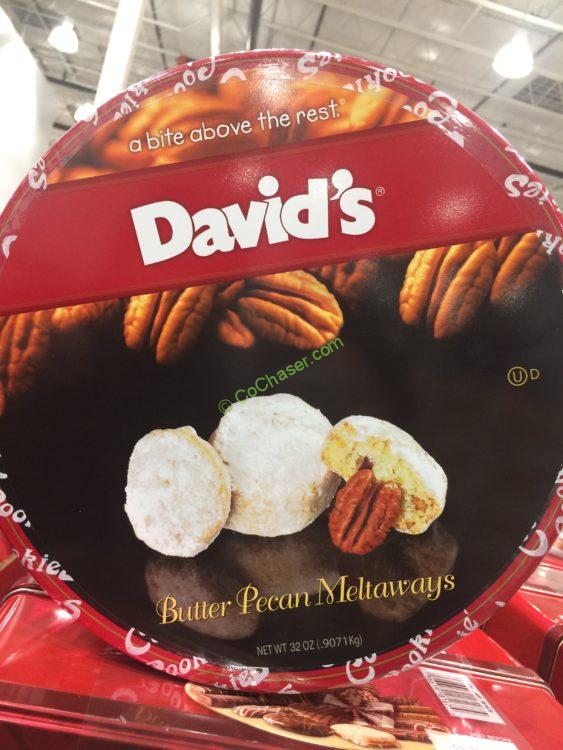 a bite above the rest.®
David's®
© CoChaser.com
Ⓤ D
Butter Pecan Meltaways
NET WT 32 OZ (.9071Kg)